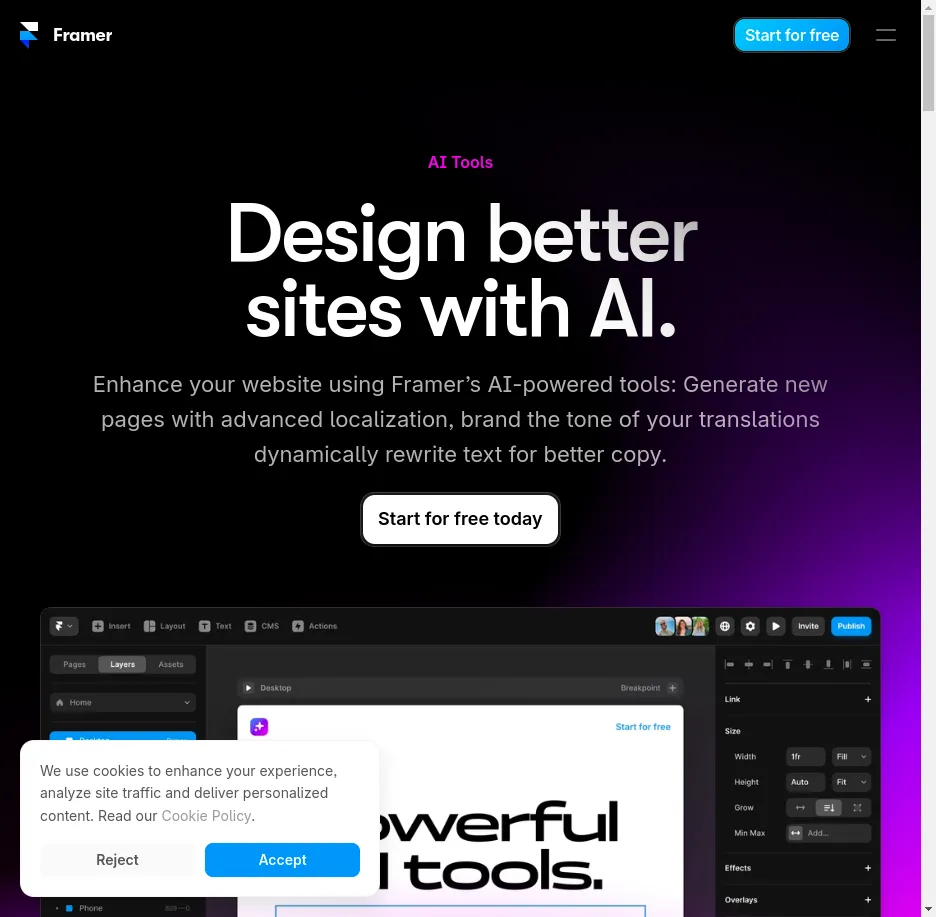 Framer
Start for free
AI Tools
Design better
sites with AI.
Enhance your website using Framer’s AI-powered tools: Generate new
pages with advanced localization, brand the tone of your translations
dynamically rewrite text for better copy.
Start for free today
Insert Layout Text CMS Actions
Invite Publish
Pages Layers Assets
Home
Desktop
Breakpoint
Start for free
owerful
l tools.
Link
Size
Width 1fr Fill
Height Auto Fit
Grow
Min Max Add...
Effects
Overlays
Desktop
Phone
We use cookies to enhance your experience,
analyze site traffic and deliver personalized
content. Read our Cookie Policy.
Reject
Accept